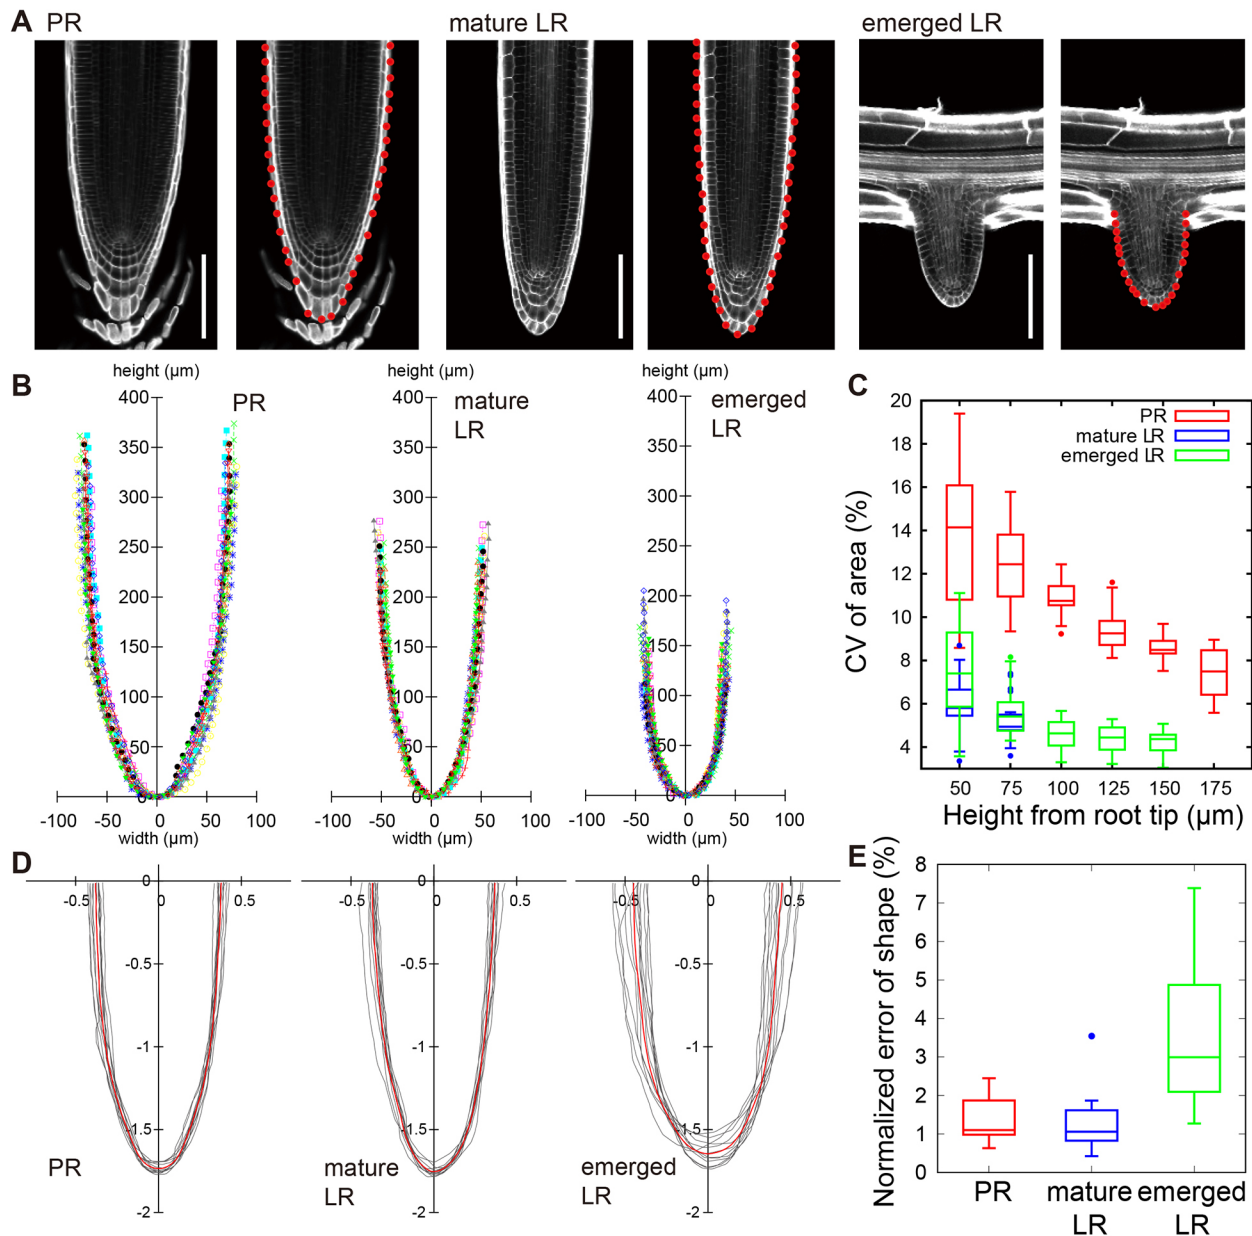 A PR mature LR emerged LR
B
height (µm) height (µm) height (µm)
PR
mature
LR
emerged
LR
400 400 400
350 350 350
300 300 300
250 250 250
200 200 200
150 150 150
100 100 100
50 50 50
0 0 0
-100 -50 0 50 100 -100 -50 0 50 100 -100 -50 0 50 100
width (µm) width (µm) width (µm)
C
CV of area (%)
20
18
16
14
12
10
8
6
4
PR
mature LR
emerged LR
50 75 100 125 150 175
Height from root tip (µm)
D
0 0 0
-0.5 0.5 -0.5 0.5 -0.5 0.5
-0.5 -0.5 -0.5
-1 -1 -1
-1.5 -1.5 -1.5
-2 -2 -2
PR
mature
LR
emerged
LR
E
Normalized error of shape (%)
8
7
6
5
4
3
2
1
0
PR mature emerged
LR LR